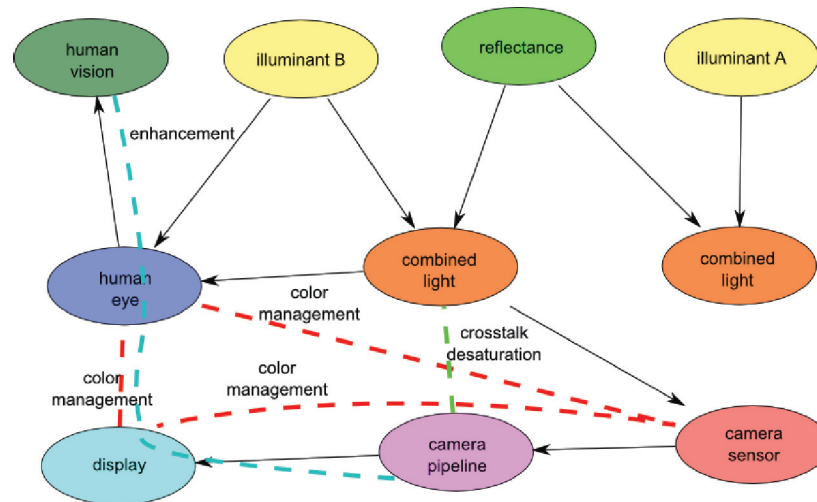 human
vision
illuminant B
reflectance
illuminant A
enhancement
human
eye
combined
light
combined
light
color
management
crosstalk
desaturation
color
management
color
management
display
camera
pipeline
camera
sensor